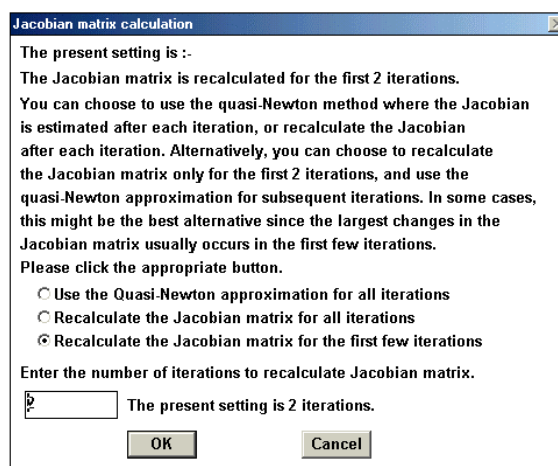 Jacobian matrix calculation
The present setting is :-
The Jacobian matrix is recalculated for the first 2 iterations.
You can choose to use the quasi-Newton method where the Jacobian
is estimated after each iteration, or recalculate the Jacobian
after each iteration. Alternatively, you can choose to recalculate
the Jacobian matrix only for the first 2 iterations, and use the
quasi-Newton approximation for subsequent iterations. In some cases,
this might be the best alternative since the largest changes in the
Jacobian matrix usually occurs in the first few iterations.
Please click the appropriate button.
Use the Quasi-Newton approximation for all iterations
Recalculate the Jacobian matrix for all iterations
Recalculate the Jacobian matrix for the first few iterations
Enter the number of iterations to recalculate Jacobian matrix.
The present setting is 2 iterations.
OK
Cancel